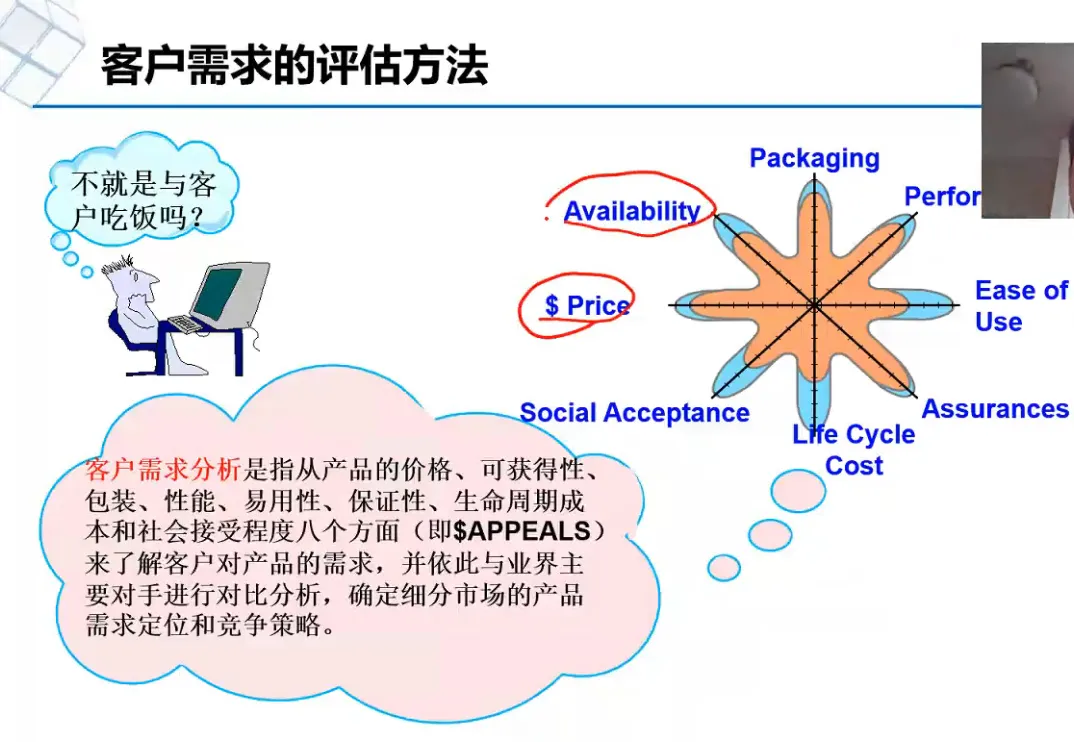 客户需求的评估方法
不就是与客
户吃饭吗？
Packaging
Availability
Perfor
$ Price
Ease of
Use
Social Acceptance
Assurances
Life Cycle
Cost
客户需求分析是指从产品的价格、可获得性、
包装、性能、易用性、保证性、生命周期成
本和社会接受程度八个方面（即$APPEALS）
来了解客户对产品的需求，并依此与业界主
要对手进行对比分析，确定细分市场的产品
需求定位和竞争策略。